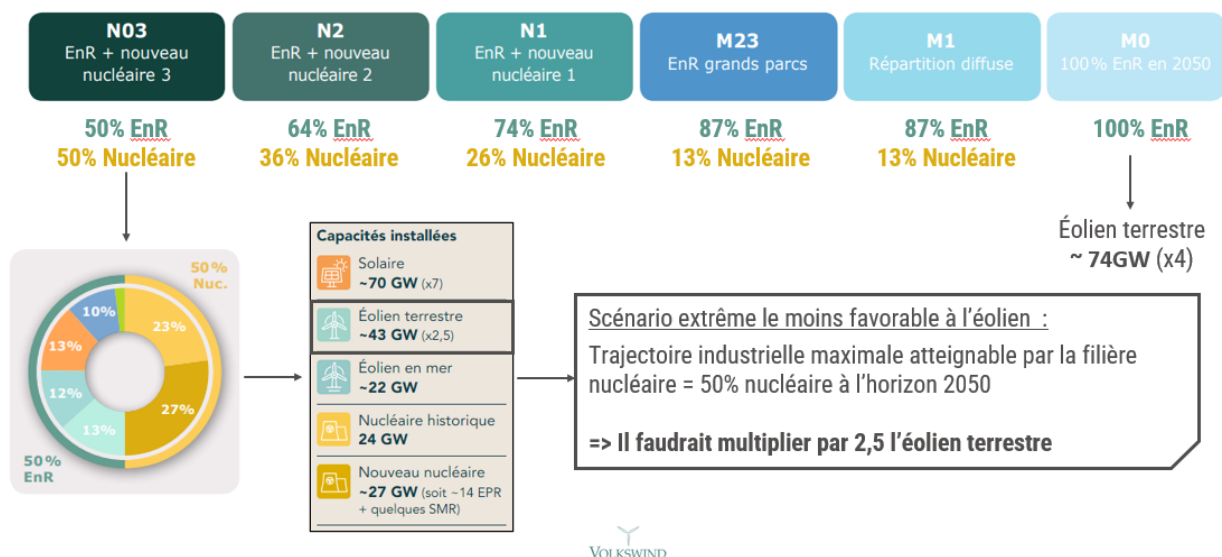 N03
EnR + nouveau
nucléaire 3
N2
EnR + nouveau
nucléaire 2
N1
EnR + nouveau
nucléaire 1
M23
EnR grands parcs
M1
Répartition diffuse
M0
100% EnR en 2050
50% EnR
50% Nucléaire
64% EnR
36% Nucléaire
74% EnR
26% Nucléaire
87% EnR
13% Nucléaire
87% EnR
13% Nucléaire
100% EnR
Éolien terrestre
~ 74GW (x4)
50%
Nuc.
10%
23%
13%
12%
27%
13%
50%
EnR
Capacités installées
Solaire
~70 GW (x7)
Éolien terrestre
~43 GW (x2,5)
Éolien en mer
~22 GW
Nucléaire historique
24 GW
Nouveau nucléaire
~27 GW (soit ~14 EPR
+ quelques SMR)
Scénario extrême le moins favorable à l'éolien :
Trajectoire industrielle maximale atteignable par la filière
nucléaire = 50% nucléaire à l'horizon 2050
=> Il faudrait multiplier par 2,5 l'éolien terrestre
VOLKSWIND